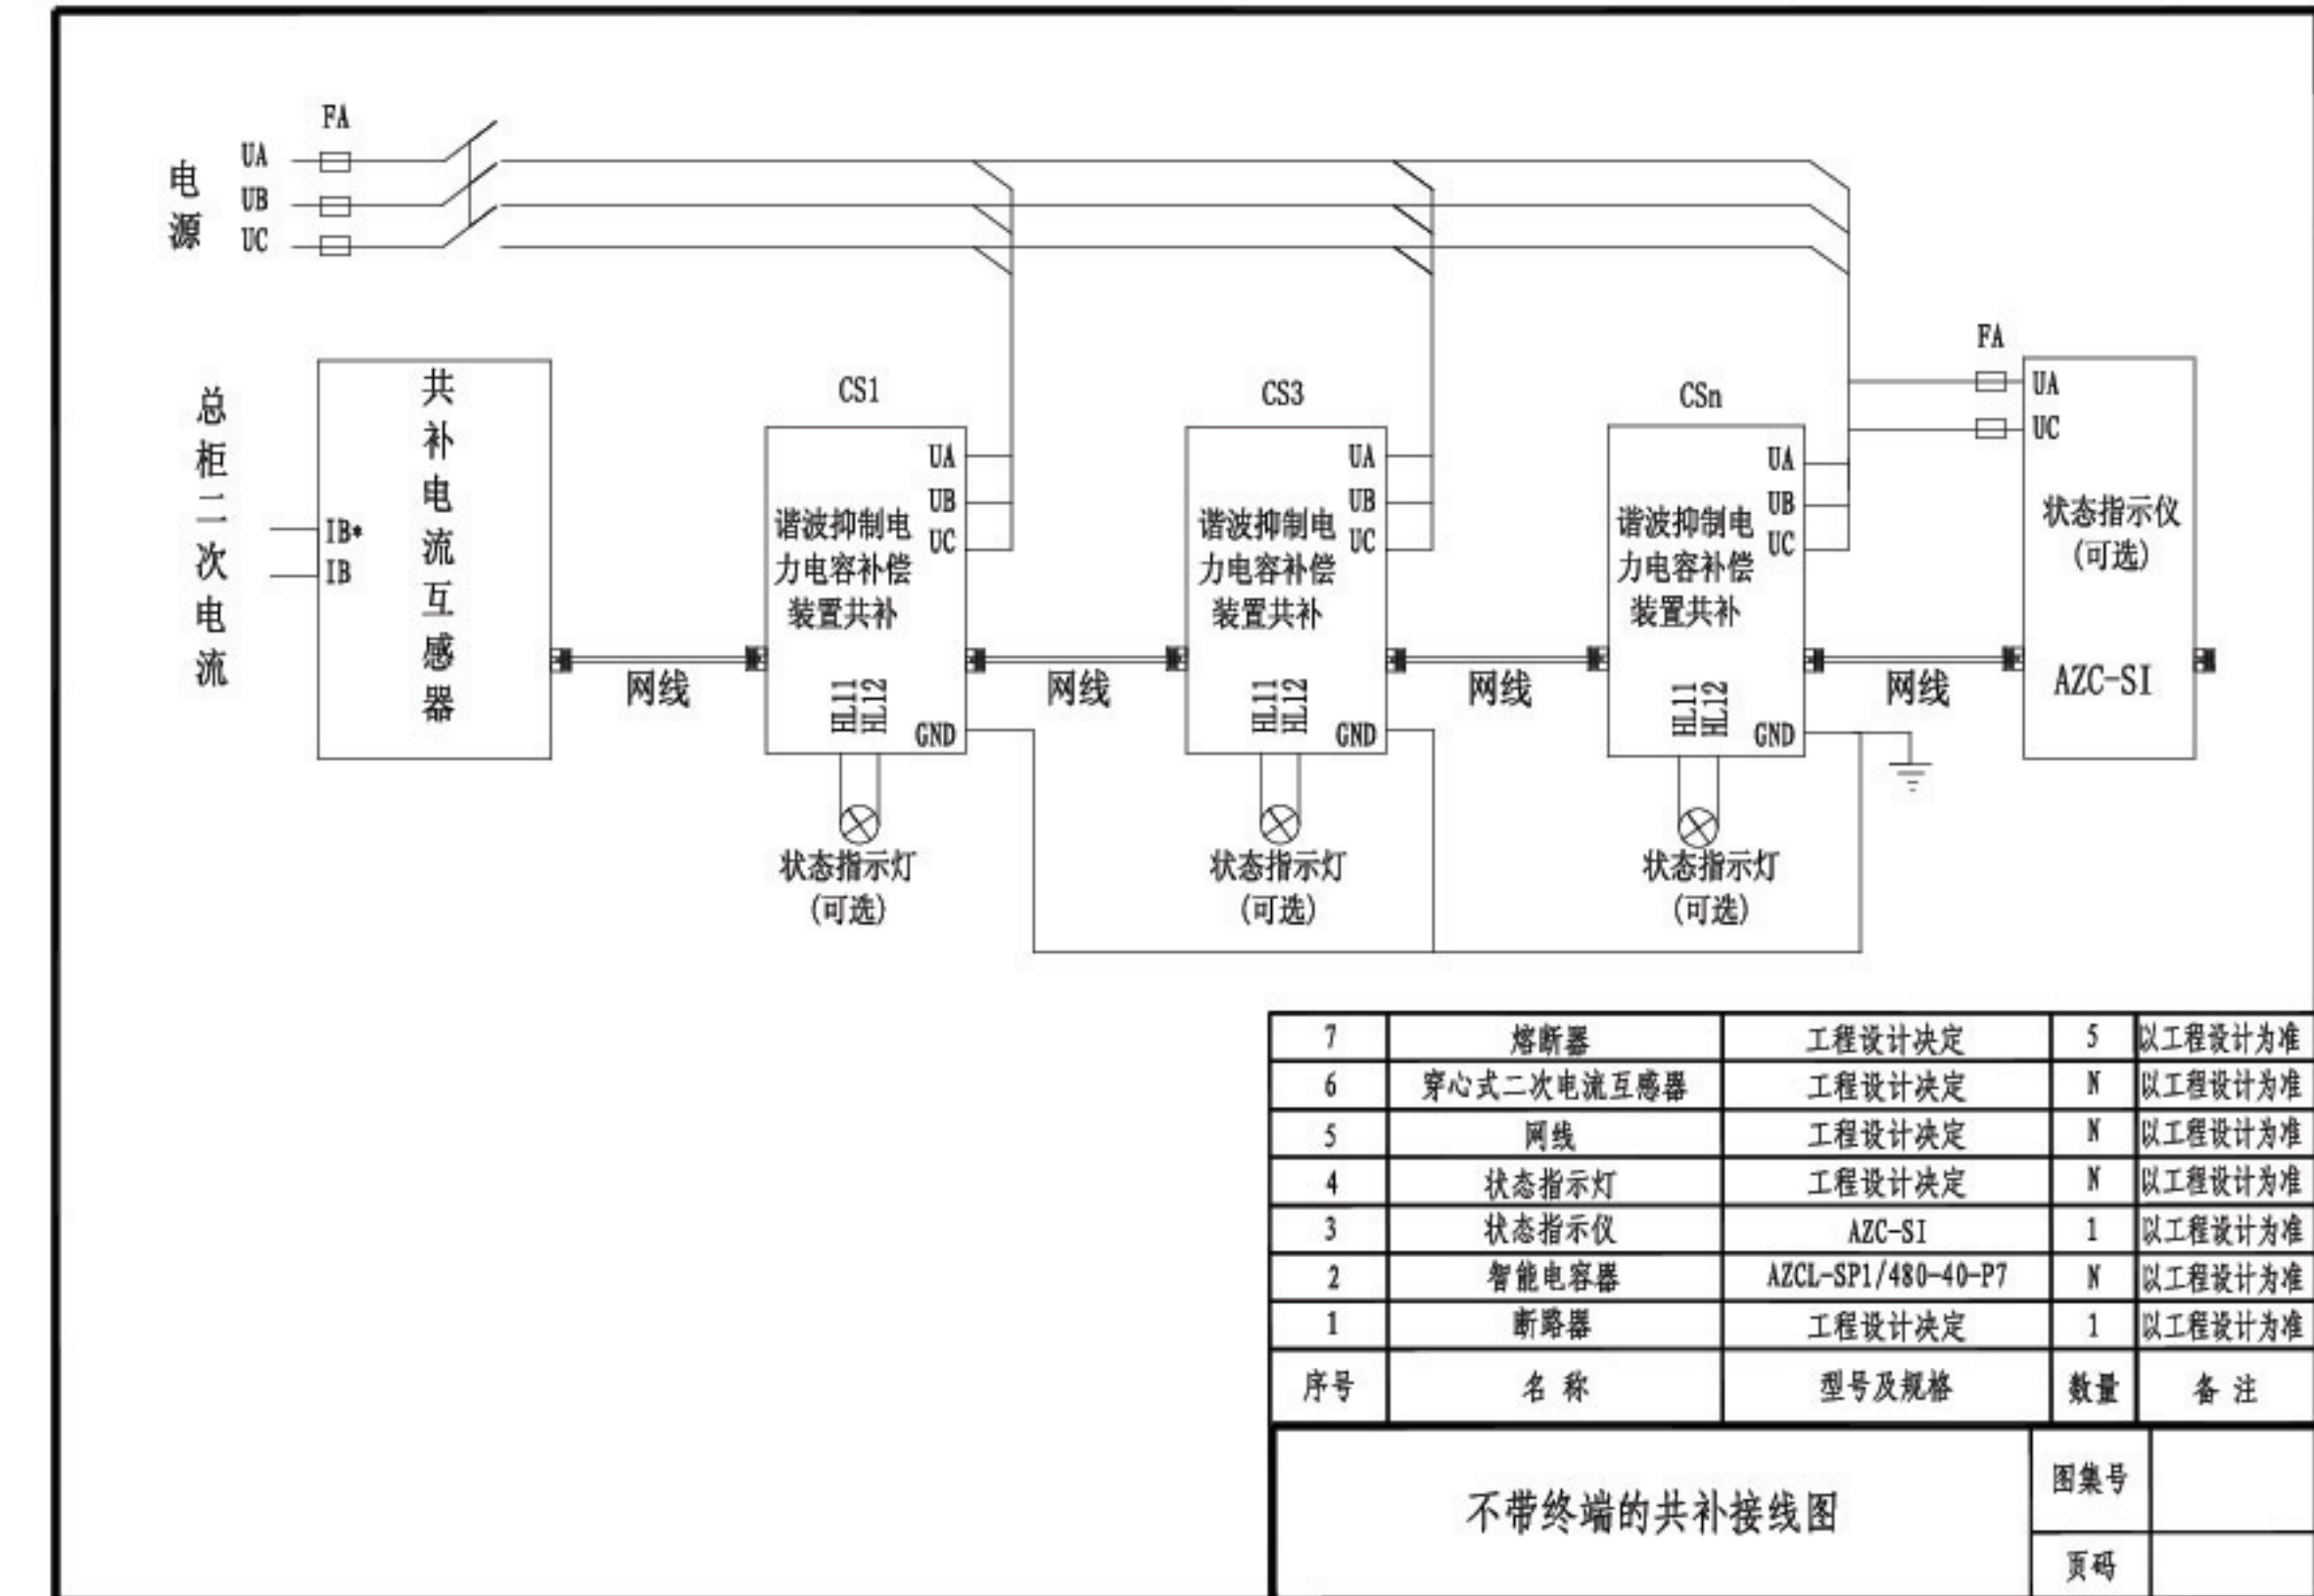 FA
电源
UA
UB
UC
总柜二次电流
共补电流互感器
IB*
IB
网线
CS1
UA
UB
UC
谐波抑制电
力电容补偿
装置共补
HL11
HL12
GND
状态指示灯
(可选)
网线
CS3
UA
UB
UC
谐波抑制电
力电容补偿
装置共补
HL11
HL12
GND
状态指示灯
(可选)
网线
CSn
UA
UB
UC
谐波抑制电
力电容补偿
装置共补
HL11
HL12
GND
状态指示灯
(可选)
网线
FA
UA
UC
状态指示仪
(可选)
AZC-SI
7 熔断器 工程设计决定 5 以工程设计为准
6 穿心式二次电流互感器 工程设计决定 N 以工程设计为准
5 网线 工程设计决定 N 以工程设计为准
4 状态指示灯 工程设计决定 N 以工程设计为准
3 状态指示仪 AZC-SI 1 以工程设计为准
2 智能电容器 AZCL-SP1/480-40-P7 N 以工程设计为准
1 断路器 工程设计决定 1 以工程设计为准
序号 名 称 型号及规格 数量 备 注
不带终端的共补接线图
图集号
页码